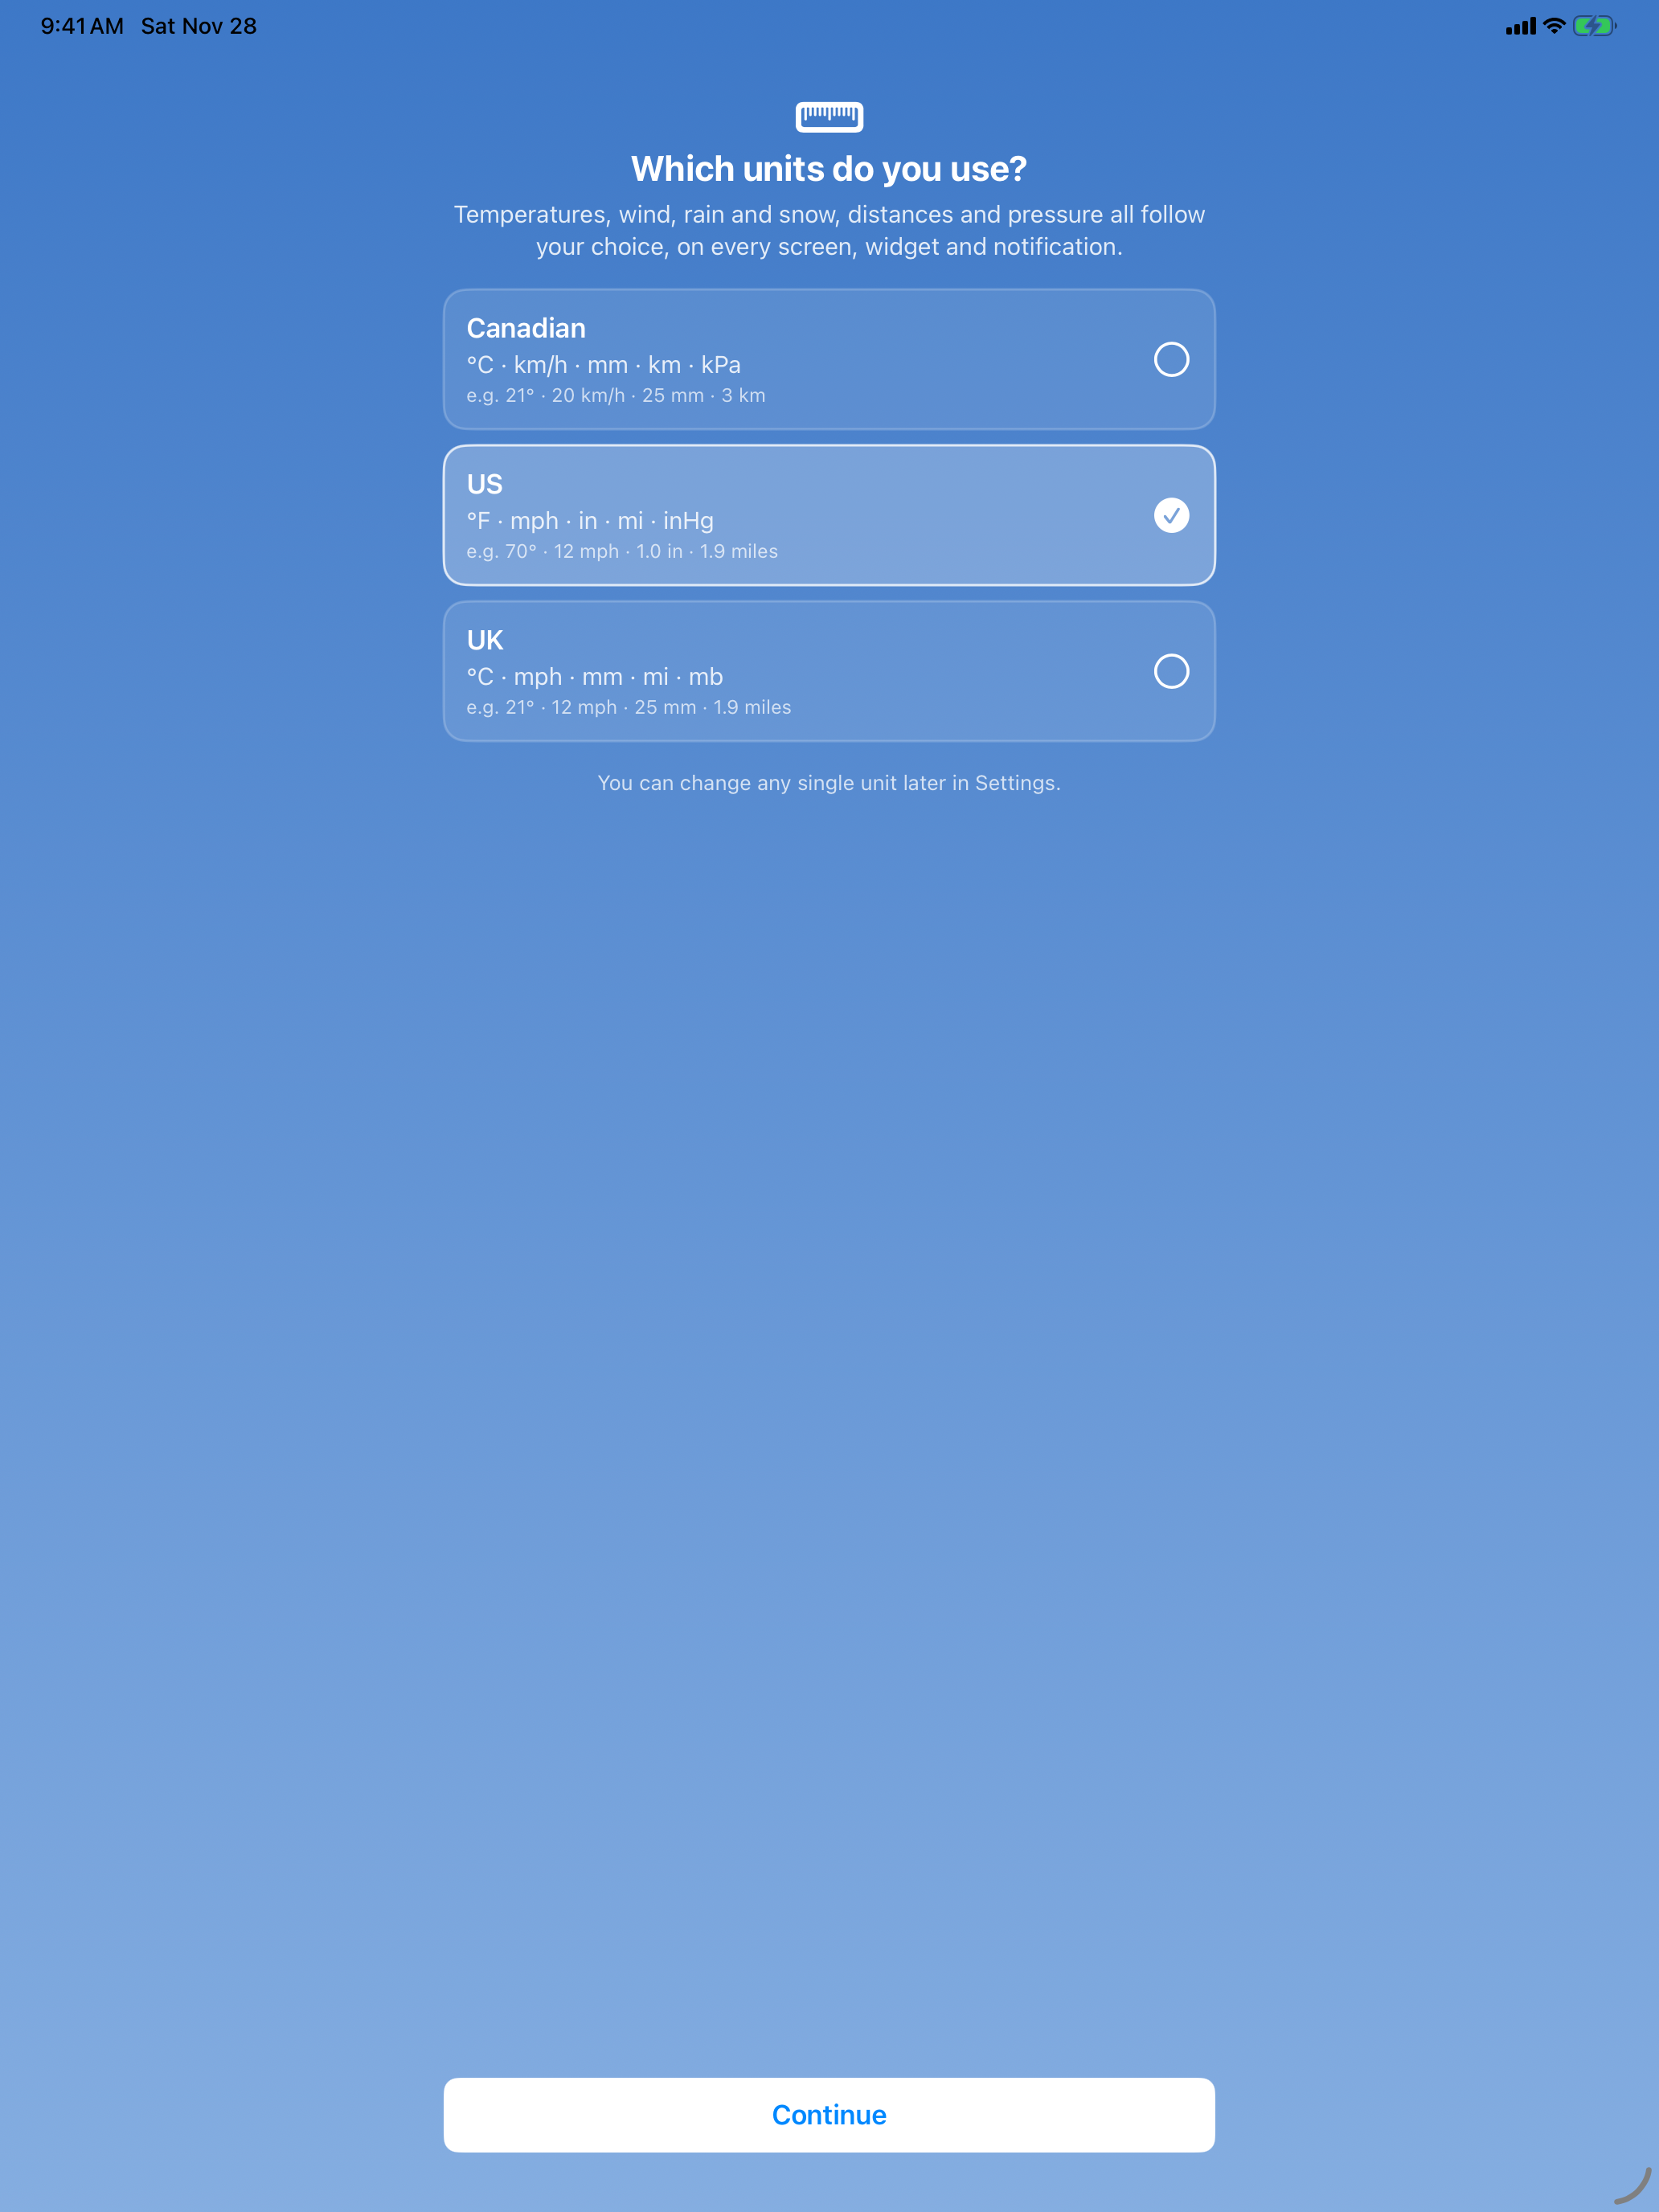 9:41 AM Sat Nov 28
Which units do you use?
Temperatures, wind, rain and snow, distances and pressure all follow
your choice, on every screen, widget and notification.
Canadian
°C · km/h · mm · km · kPa
e.g. 21° · 20 km/h · 25 mm · 3 km
US
°F · mph · in · mi · inHg
e.g. 70° · 12 mph · 1.0 in · 1.9 miles
UK
°C · mph · mm · mi · mb
e.g. 21° · 12 mph · 25 mm · 1.9 miles
You can change any single unit later in Settings.
Continue